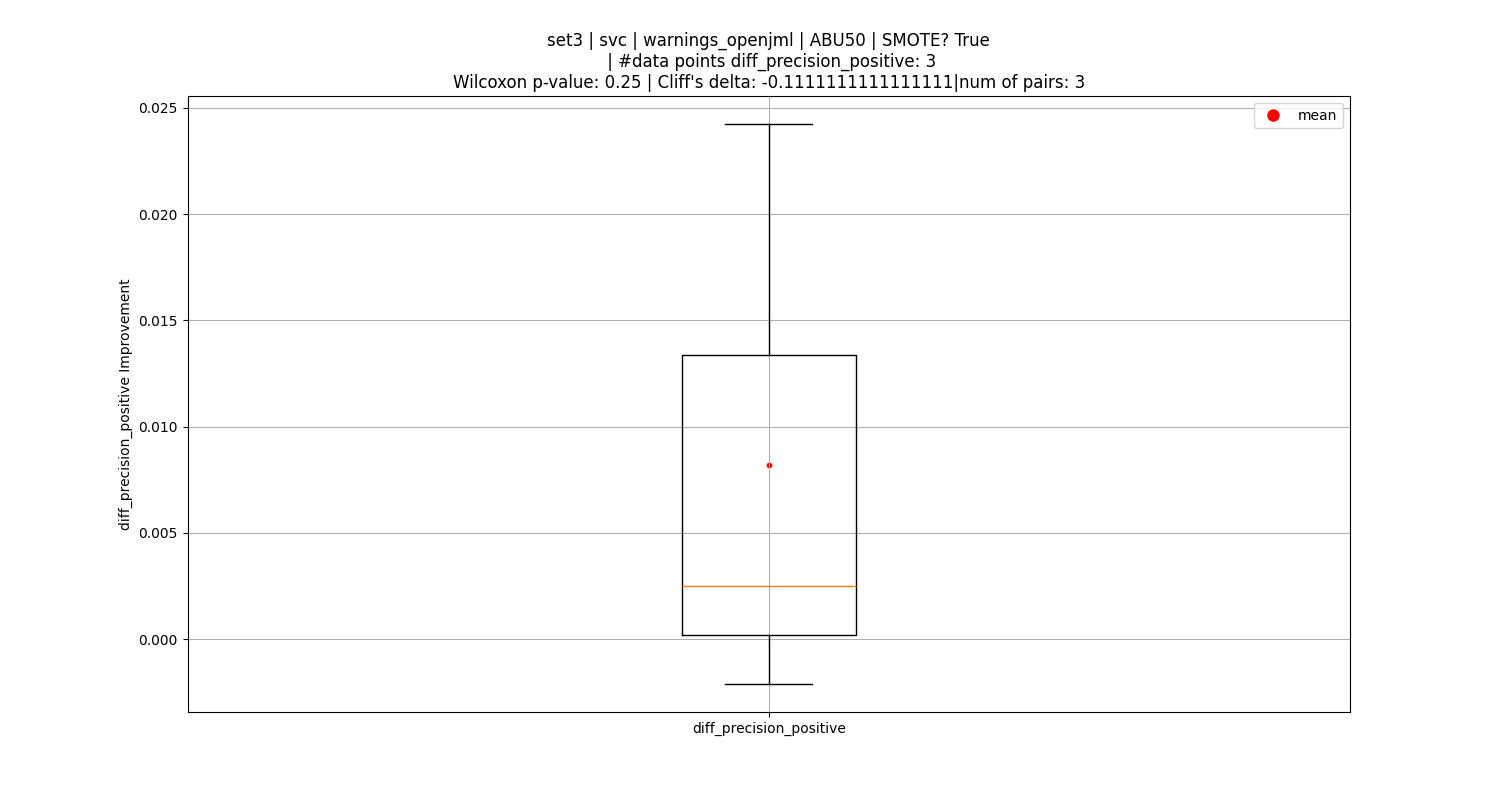 set3 | svc | warnings_openjml | ABU50 | SMOTE? True
| #data points diff_precision_positive: 3
Wilcoxon p-value: 0.25 | Cliff's delta: -0.1111111111111111|num of pairs: 3
mean
0.025
0.020
0.015
0.010
0.005
0.000
diff_precision_positive Improvement
diff_precision_positive